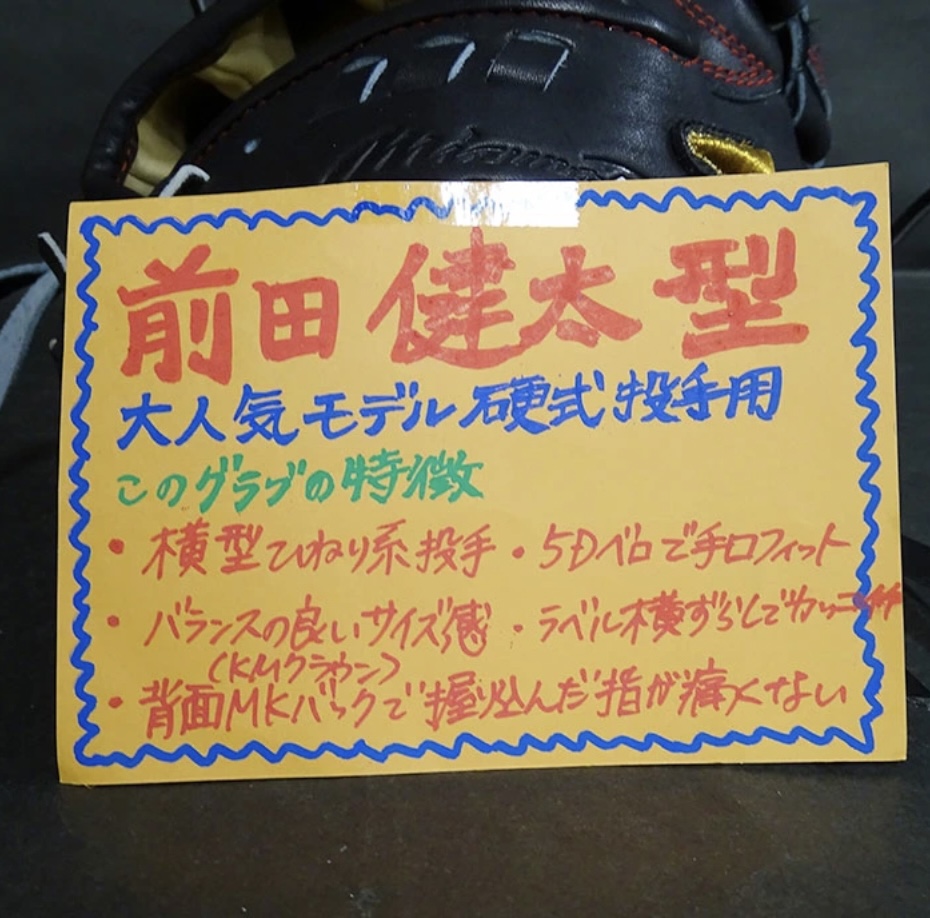 前田健太型
大人気モデル硬式投手用
このグラブの特徴
・横型ひねり系投手・5Dベロで手口フィット
・バランスの良いサイズ感・ラベル横ずらしで
(KMクラウン)
・背面MKバックで握り込んだ指が痛くない